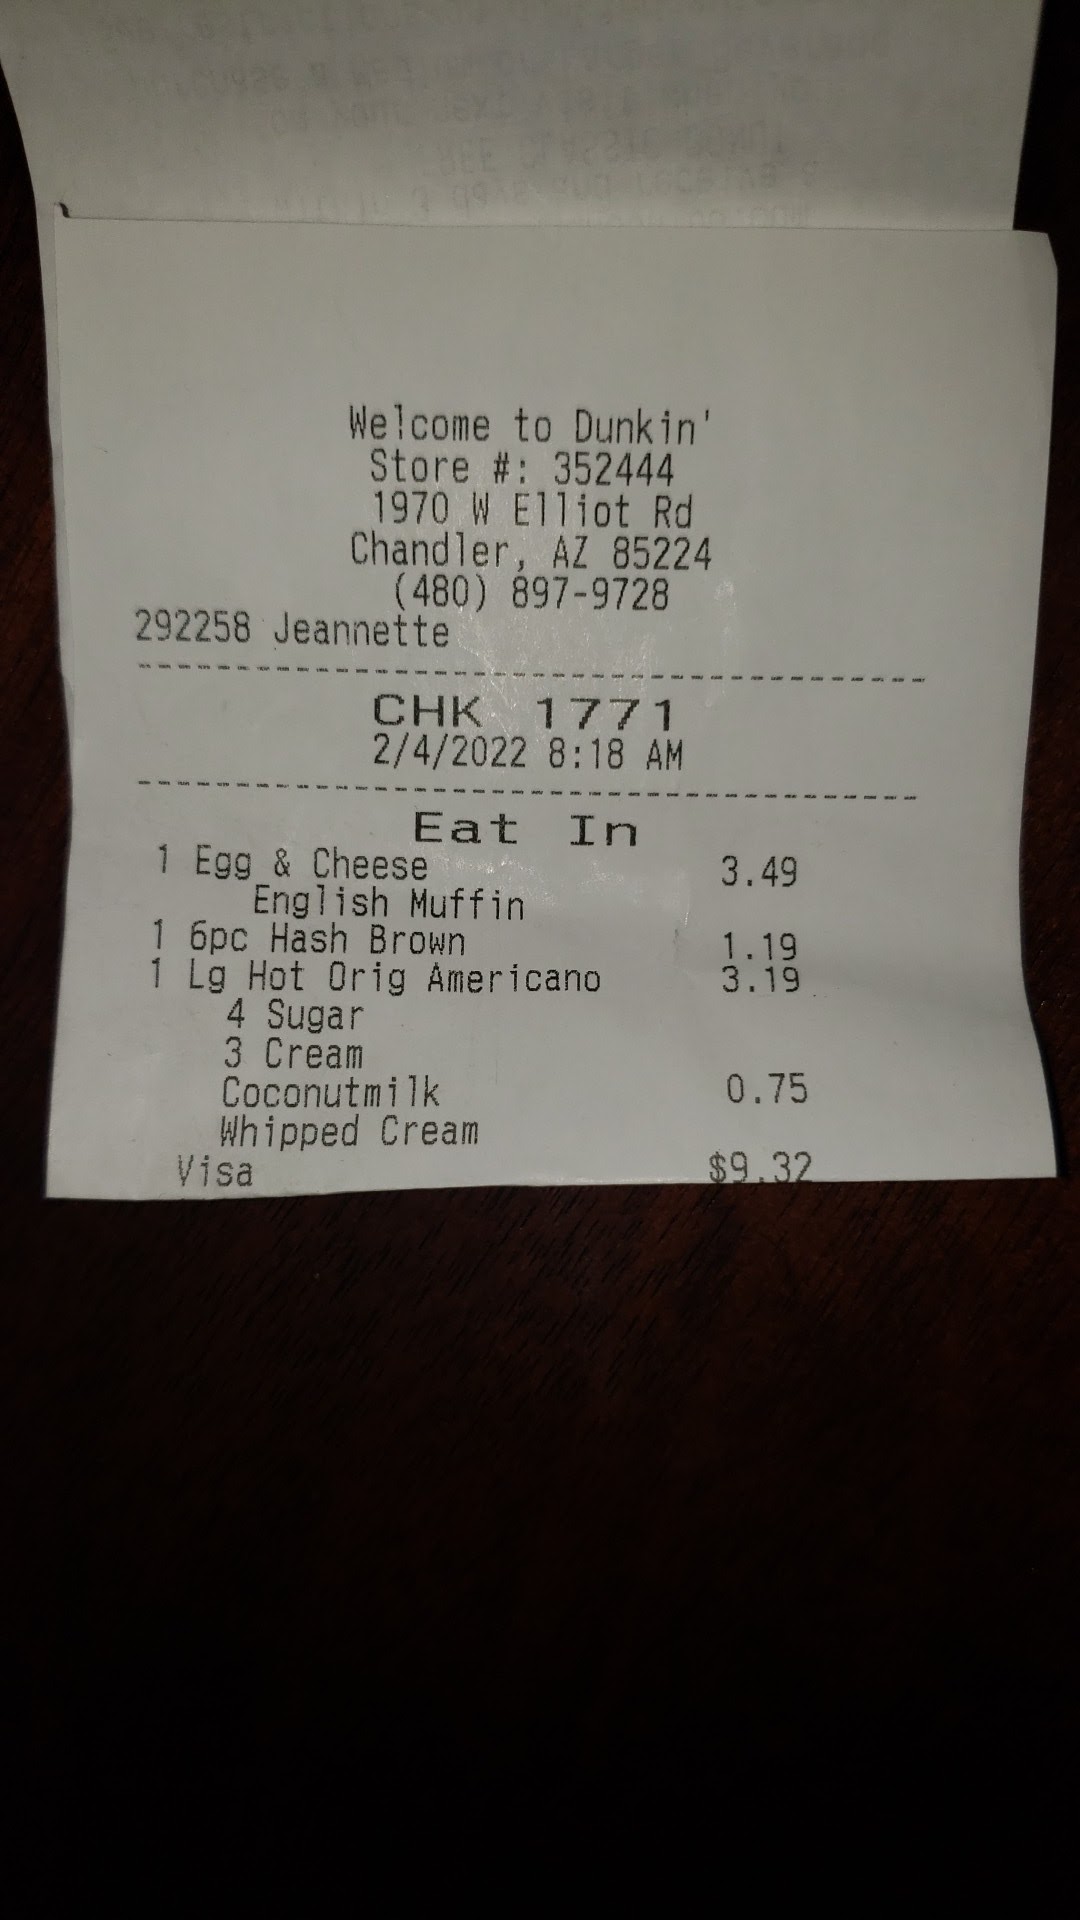 Welcome to Dunkin'
Store #: 352444
1970 W Elliot Rd
Chandler, AZ 85224
(480) 897-9728
292258 Jeannette
CHK 1771
2/4/2022 8:18 AM
Eat In
1 Egg & Cheese 3.49
English Muffin
1 6pc Hash Brown 1.19
1 Lg Hot Orig Americano 3.19
4 Sugar
3 Cream
Coconutmilk 0.75
Whipped Cream
Visa $9.32